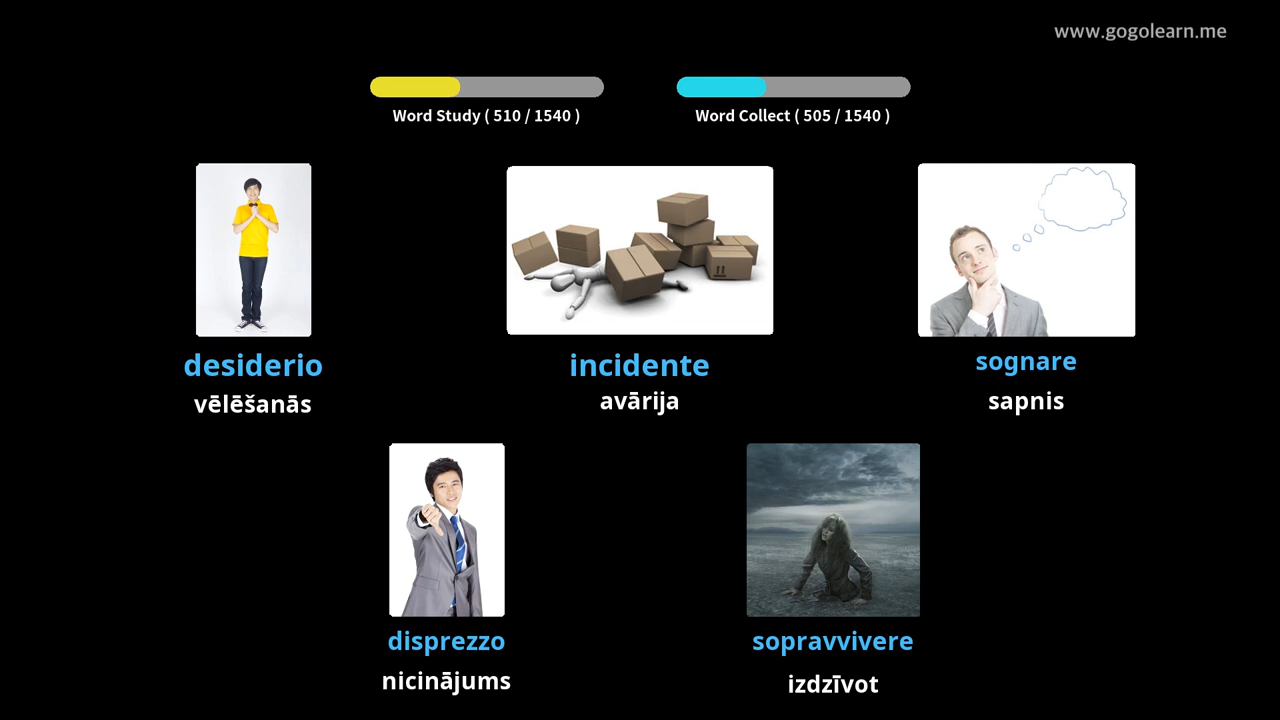 www.gogolearn.me
Word Study ( 510 / 1540 )
Word Collect ( 505 / 1540 )
desiderio
vēlēšanās
incidente
avārija
sognare
sapnis
disprezzo
nicinājums
sopravvivere
izdzīvot